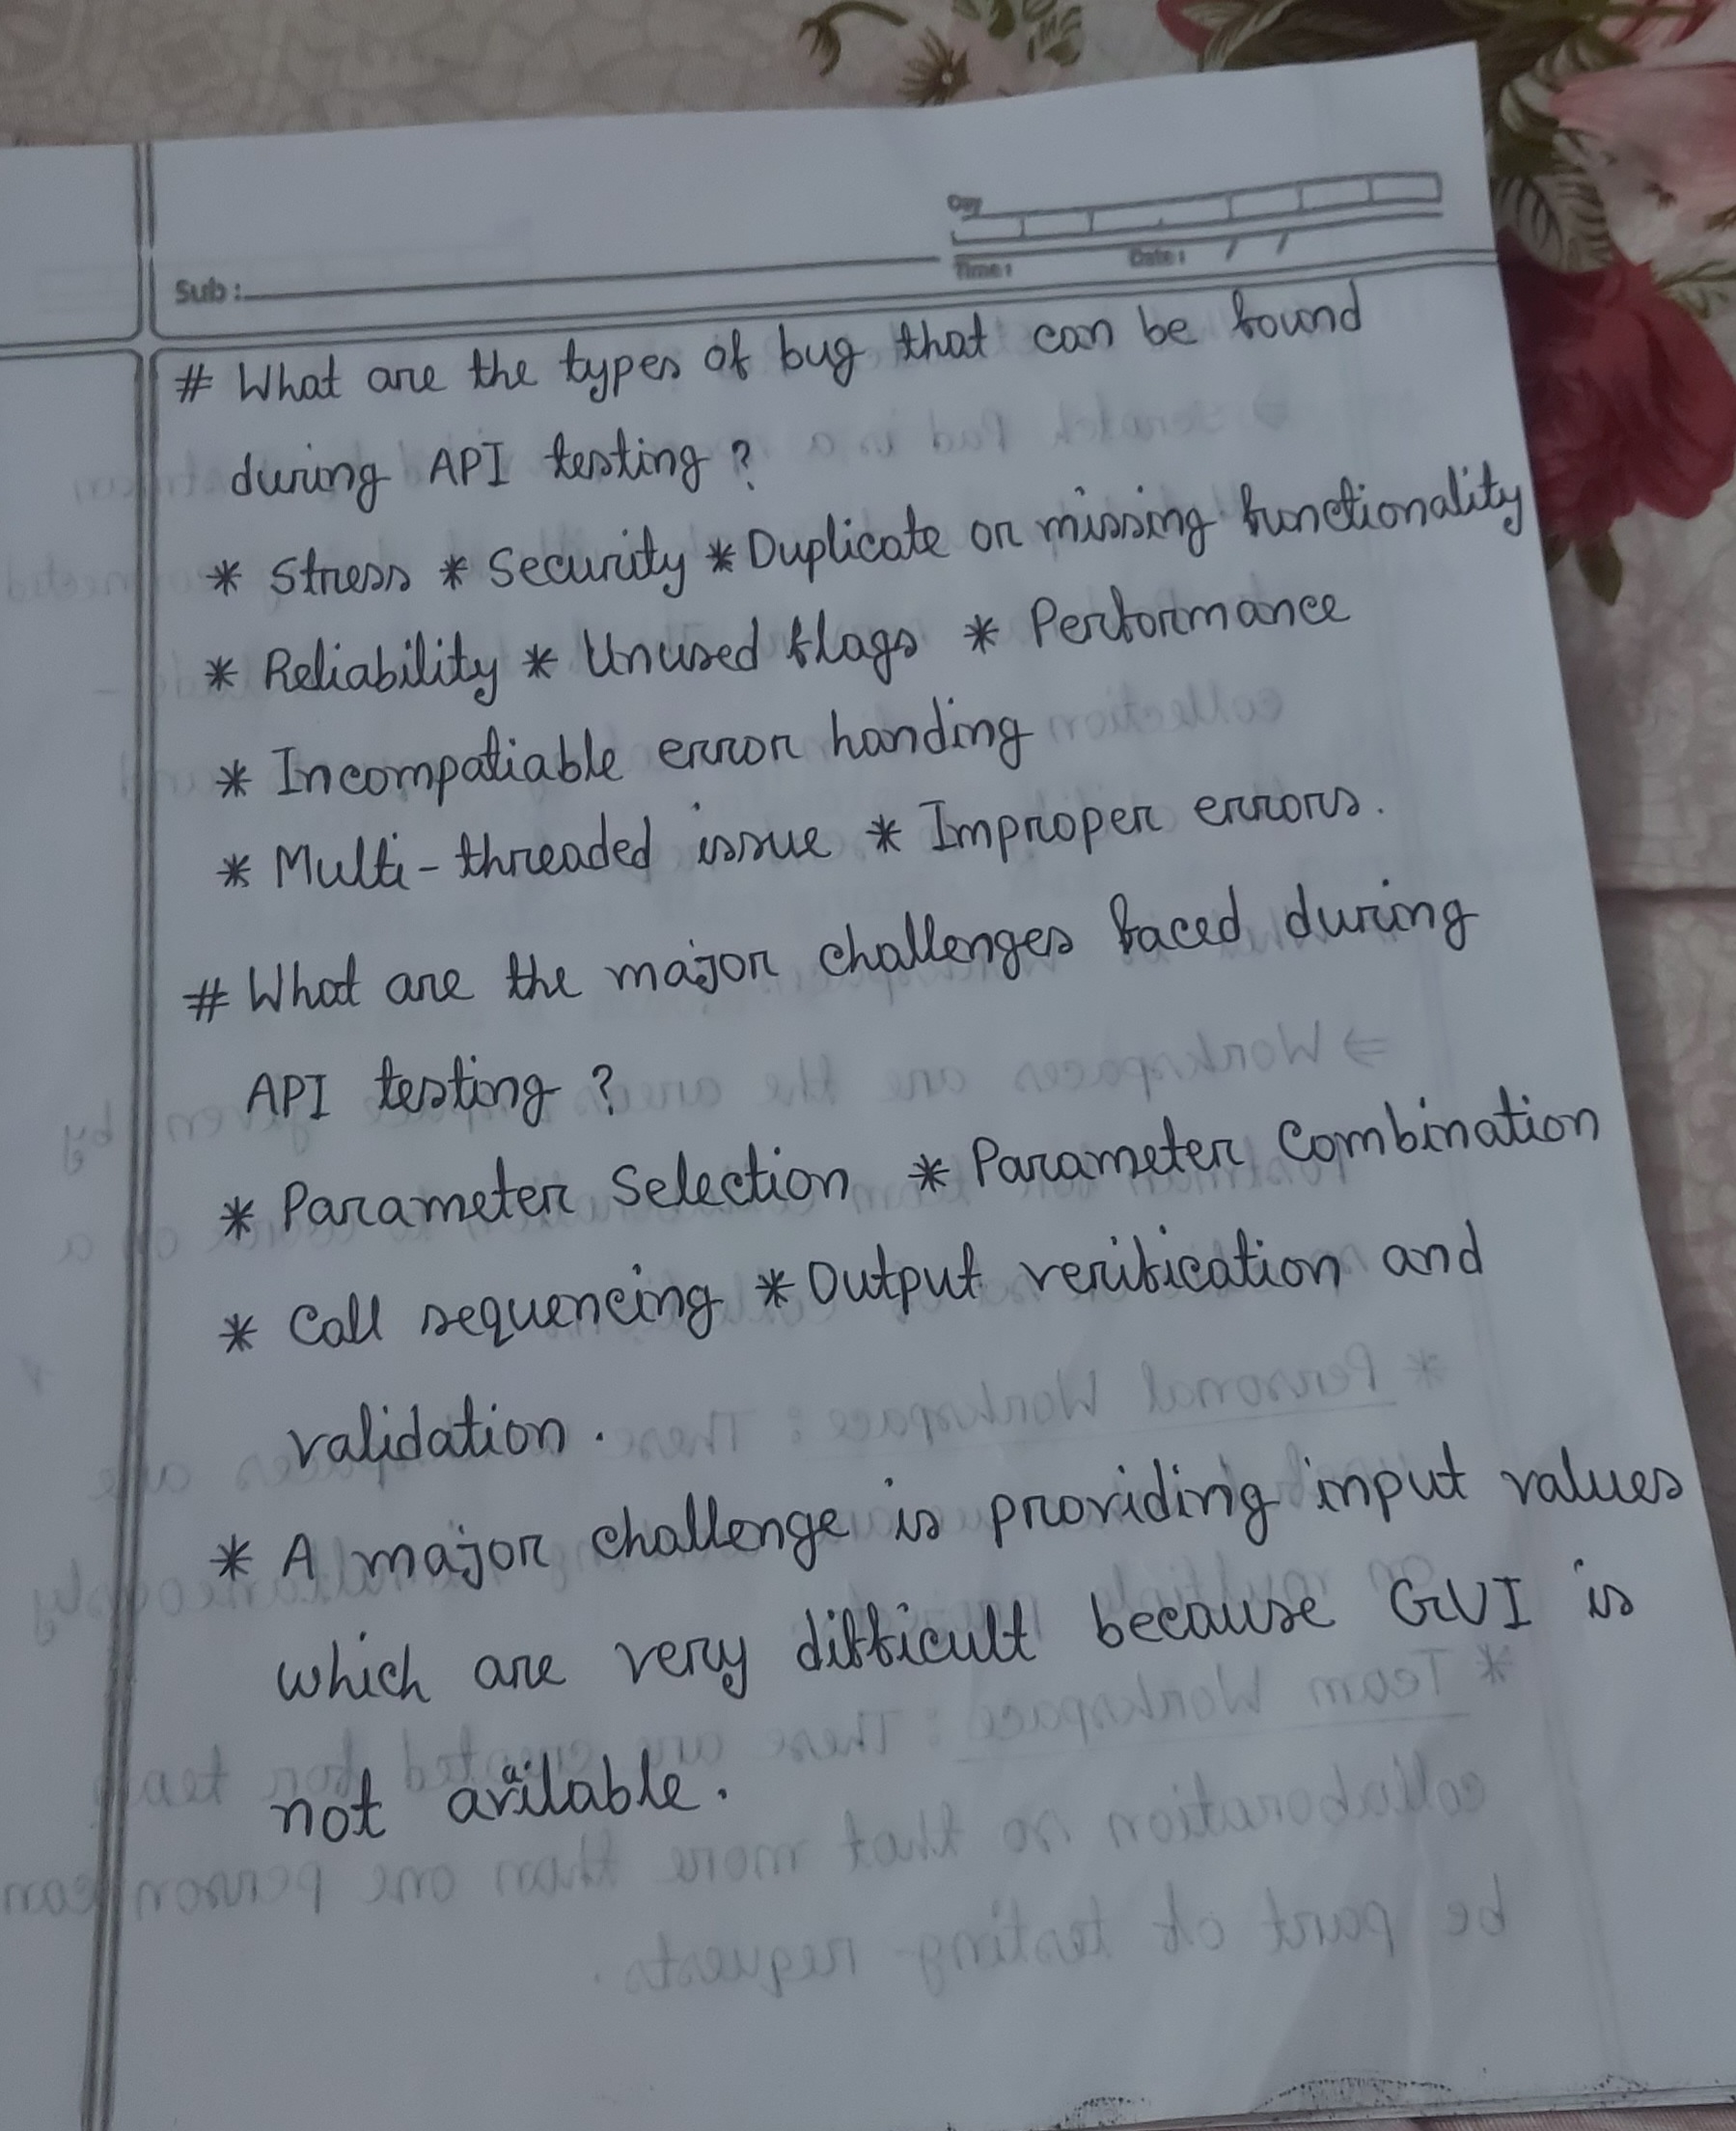 Day
Time: Date: / /
Sub:
# What are the types of bug that can be found
during API testing?
* Stress * Security * Duplicate or missing functionality
* Reliability * Unused flags * Performance
* Incompatiable error handing
* Multi-threaded issue * Improper errors.
# What are the major challenges faced during
API testing?
* Parameter Selection * Parameter Combination
* Call sequencing * Output verification and
validation.
* A major challenge is providing input values
which are very difficult because GUI is
not available.